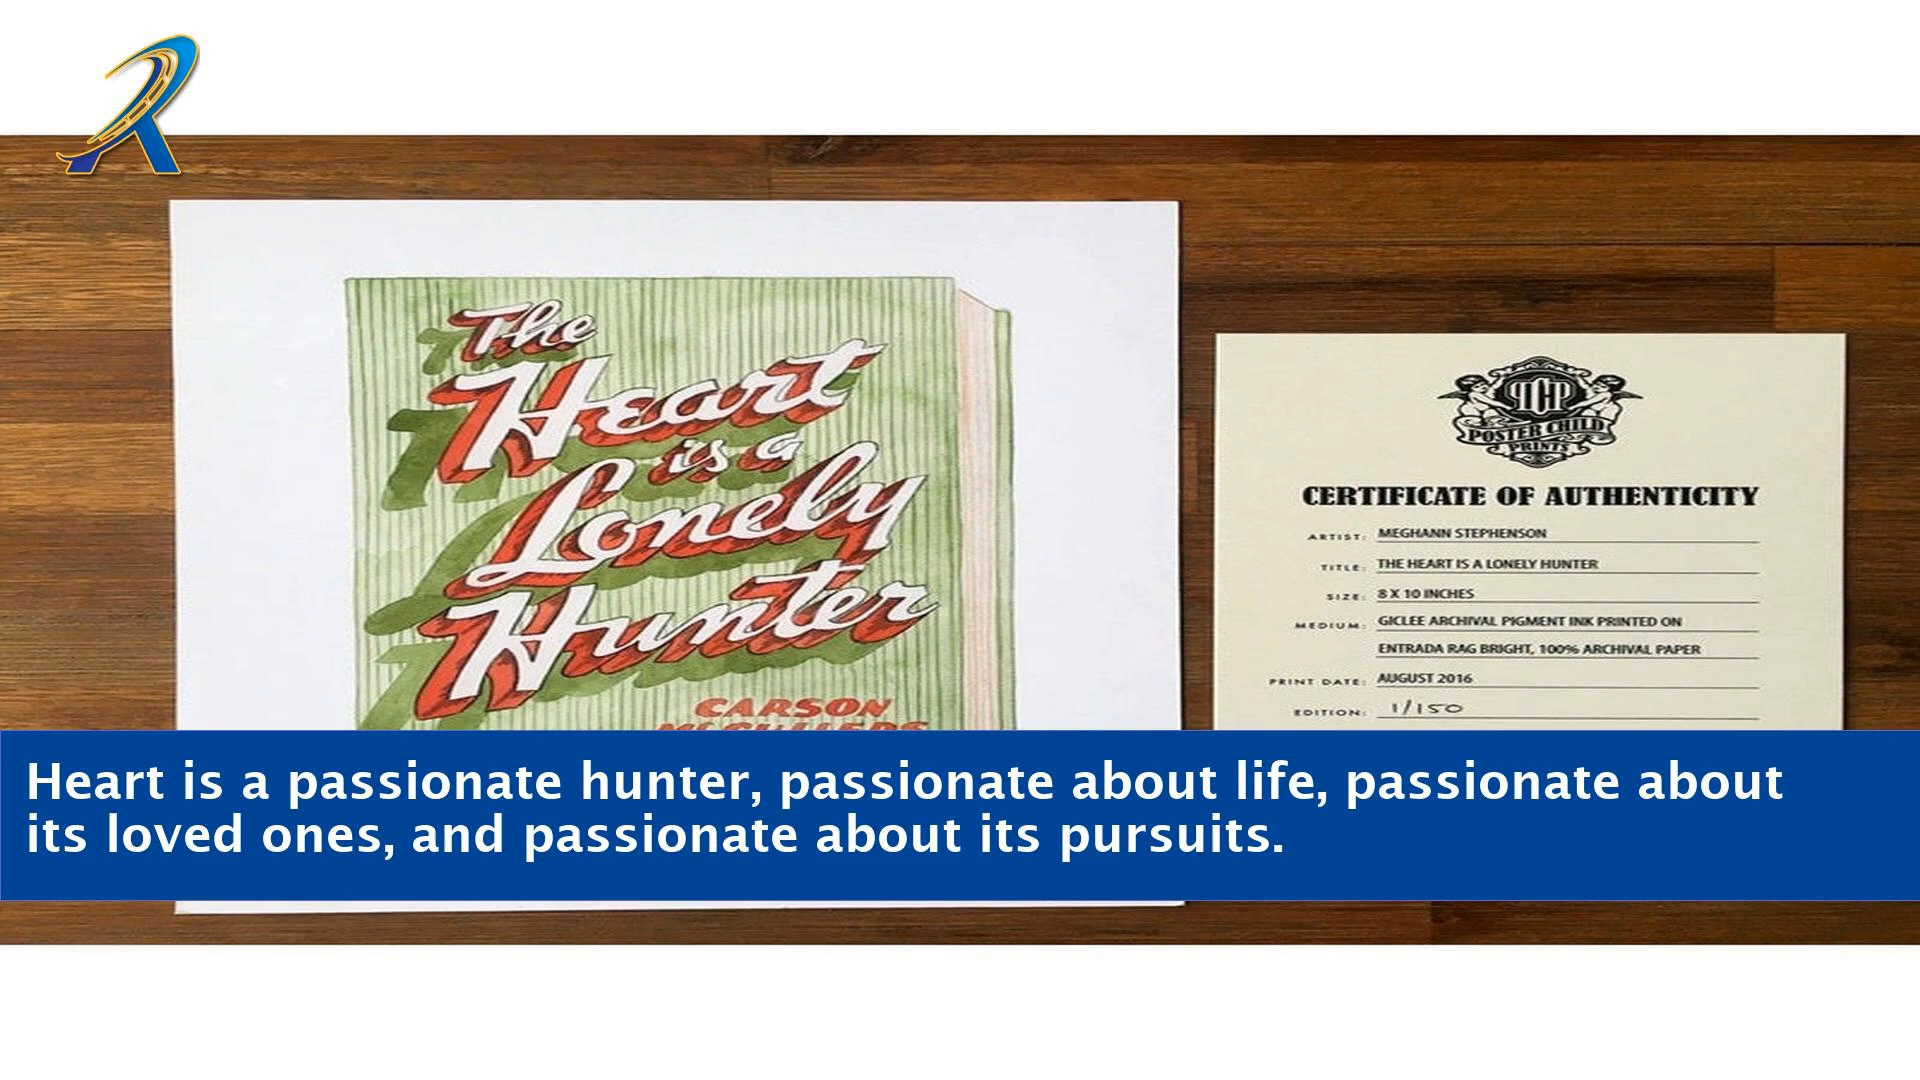 The
Heart
is a
Lonely
Hunter
CARSON
McCULLERS
PCP
POSTER CHILD
PRINTS
CERTIFICATE OF AUTHENTICITY
ARTIST: MEGHANN STEPHENSON
TITLE: THE HEART IS A LONELY HUNTER
SIZE: 8 X 10 INCHES
MEDIUM: GICLEE ARCHIVAL PIGMENT INK PRINTED ON
ENTRADA RAG BRIGHT, 100% ARCHIVAL PAPER
PRINT DATE: AUGUST 2016
EDITION: 1/150
Heart is a passionate hunter, passionate about life, passionate about
its loved ones, and passionate about its pursuits.